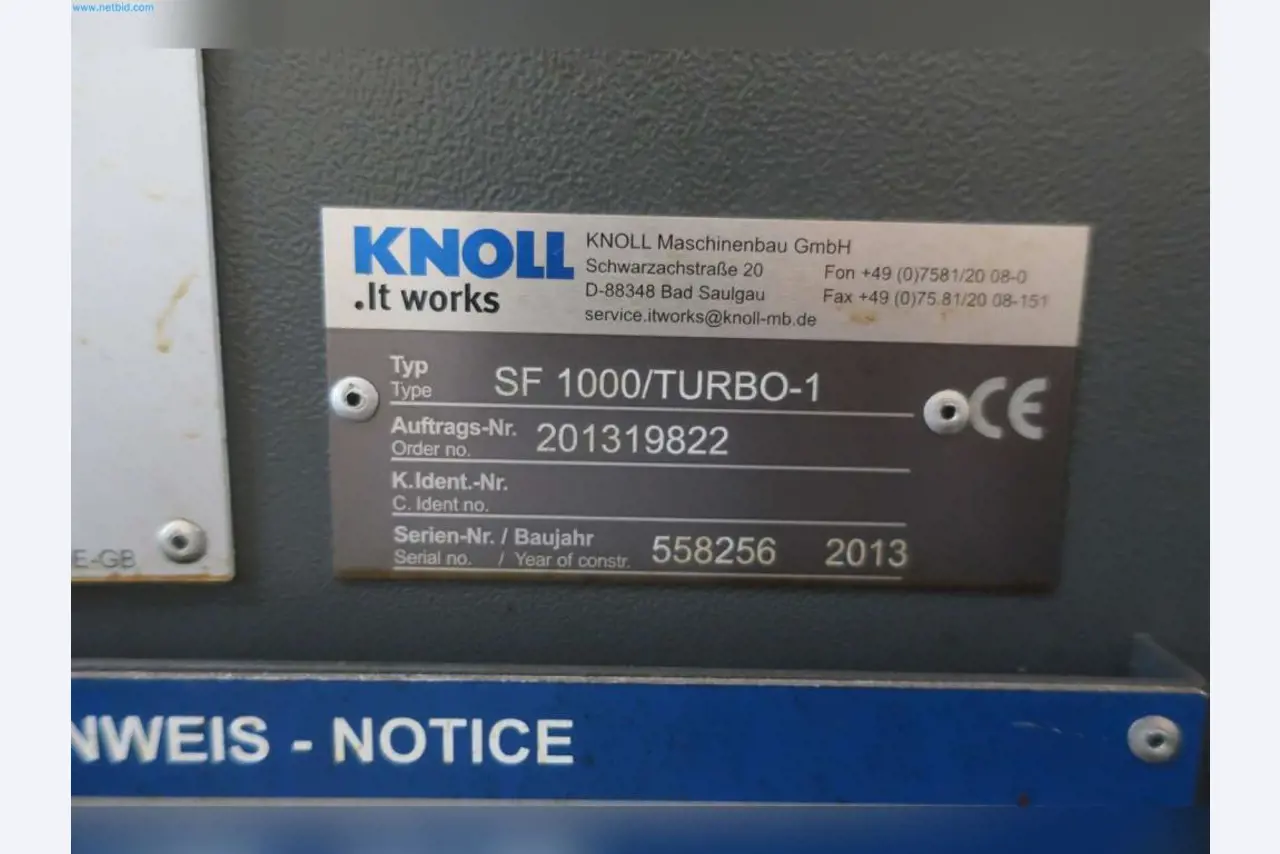 www.netbid.com
KNOLL
.It works
KNOLL Maschinenbau GmbH
Schwarzachstraße 20
D-88348 Bad Saulgau
service.itworks@knoll-mb.de
Fon +49 (0)7581/20 08-0
Fax +49 (0)75 81/20 08-151
Typ
Type SF 1000/TURBO-1
CE
Auftrags-Nr.
Order no. 201319822
K.Ident.-Nr.
C. Ident no.
Serien-Nr. / Baujahr
Serial no. / Year of constr. 558256 2013
E-GB
NWEIS - NOTICE